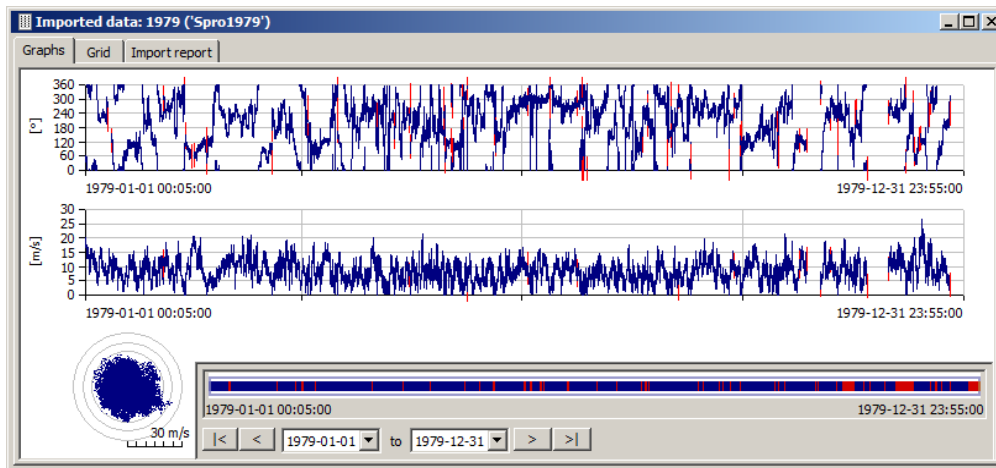 Imported data: 1979 ('Spro1979')
Graphs Grid Import report
360
300
240
180
120
60
0
[°]
1979-01-01 00:05:00 1979-12-31 23:55:00
30
25
20
15
10
5
0
[m/s]
1979-01-01 00:05:00 1979-12-31 23:55:00
30 m/s
1979-01-01 00:05:00 1979-12-31 23:55:00
|< < 1979-01-01 to 1979-12-31 > >|